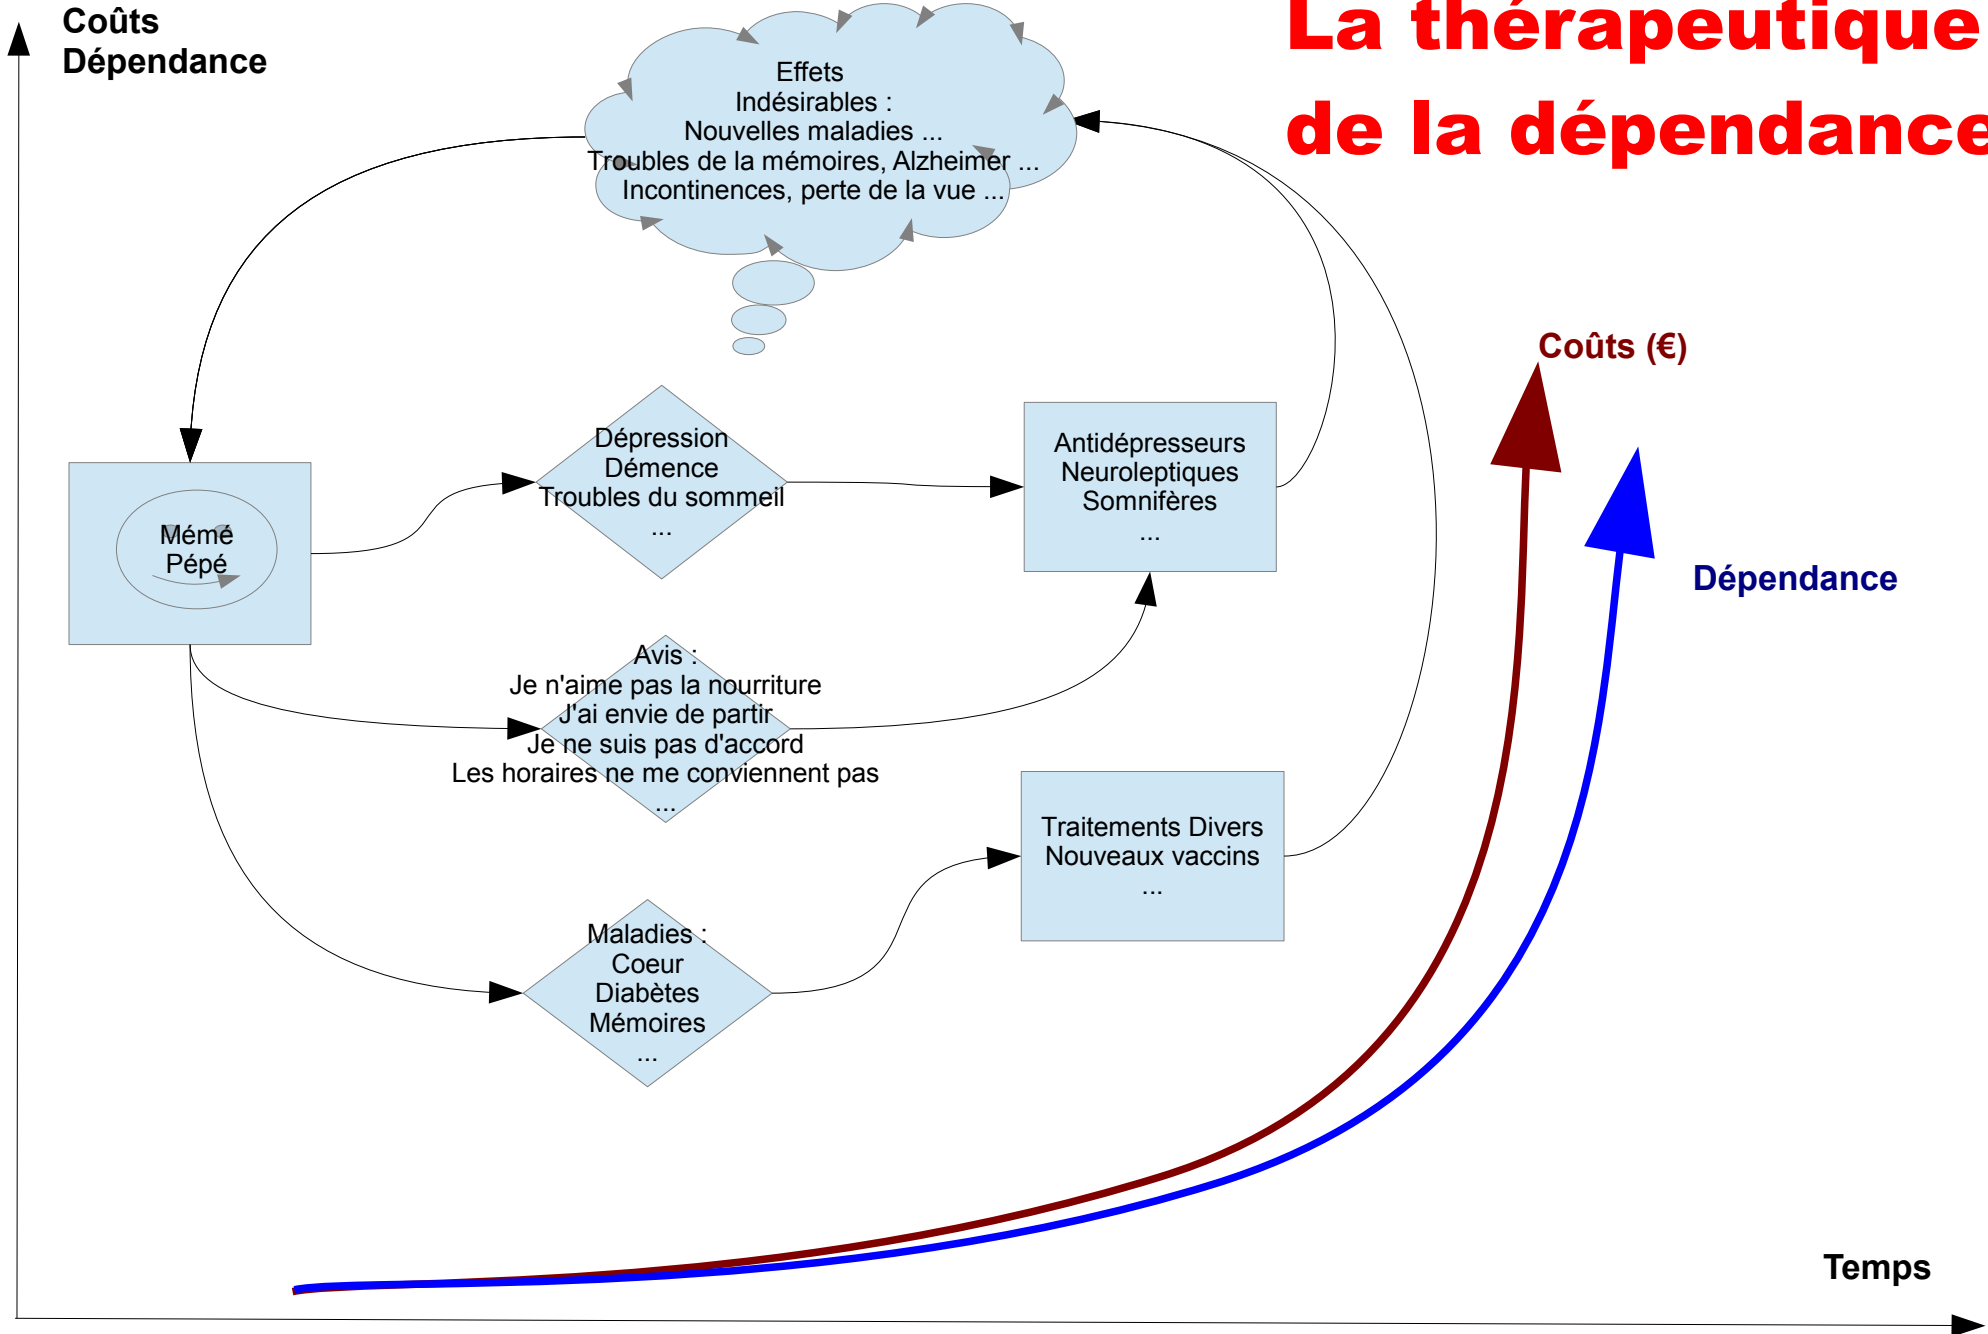 Coûts
Dépendance
La thérapeutique
de la dépendance
Effets
Indésirables :
Nouvelles maladies ...
Troubles de la mémoires, Alzheimer ...
Incontinences, perte de la vue ...
Coûts (€)
Dépression
Démence
Troubles du sommeil
...
Antidépresseurs
Neuroleptiques
Somnifères
...
Mémé
Pépé
Dépendance
Avis :
Je n'aime pas la nourriture
J'ai envie de partir
Je ne suis pas d'accord
Les horaires ne me conviennent pas
...
Traitements Divers
Nouveaux vaccins
...
Maladies :
Coeur
Diabètes
Mémoires
...
Temps